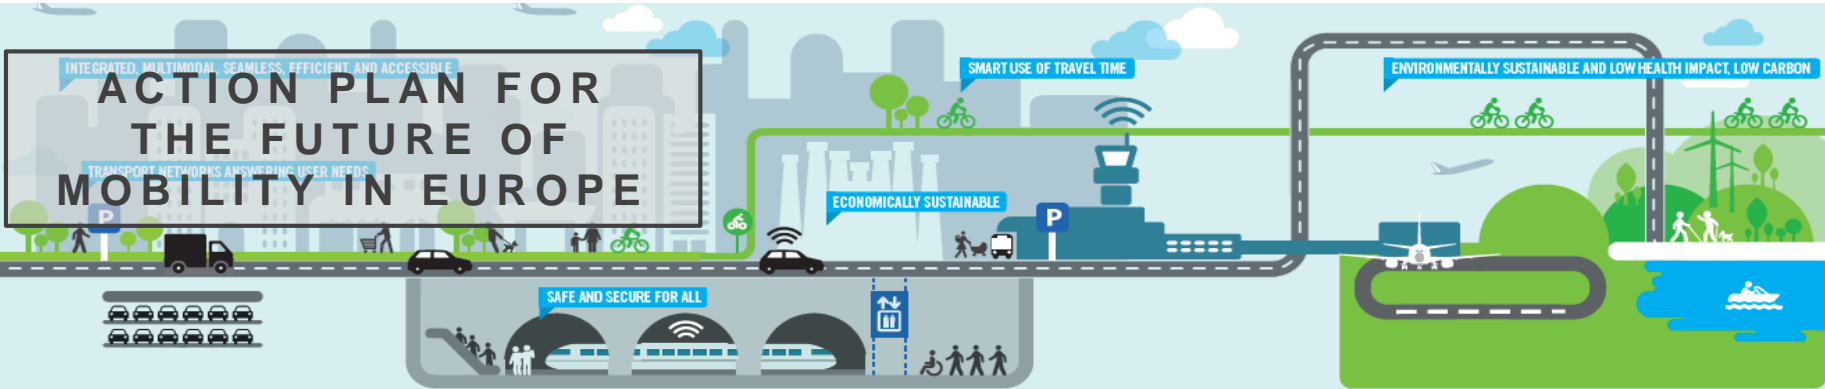 INTEGRATED, MULTIMODAL, SEAMLESS, EFFICIENT, AND ACCESSIBLE
ACTION PLAN FOR
THE FUTURE OF
MOBILITY IN EUROPE
TRANSPORT NETWORKS ANSWERING USER NEEDS
P
SMART USE OF TRAVEL TIME
ENVIRONMENTALLY SUSTAINABLE AND LOW HEALTH IMPACT, LOW CARBON
ECONOMICALLY SUSTAINABLE
P
SAFE AND SECURE FOR ALL